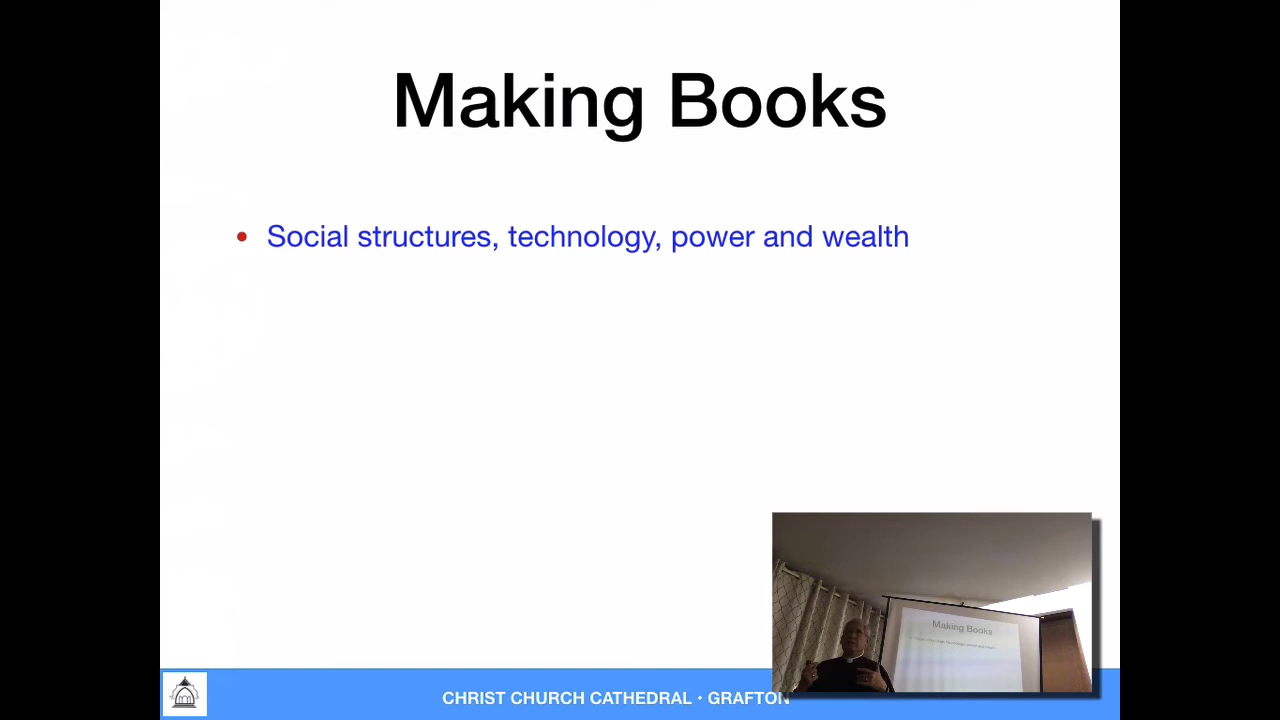 Making Books
• Social structures, technology, power and wealth
Making Books
CHRIST CHURCH CATHEDRAL • GRAFTON